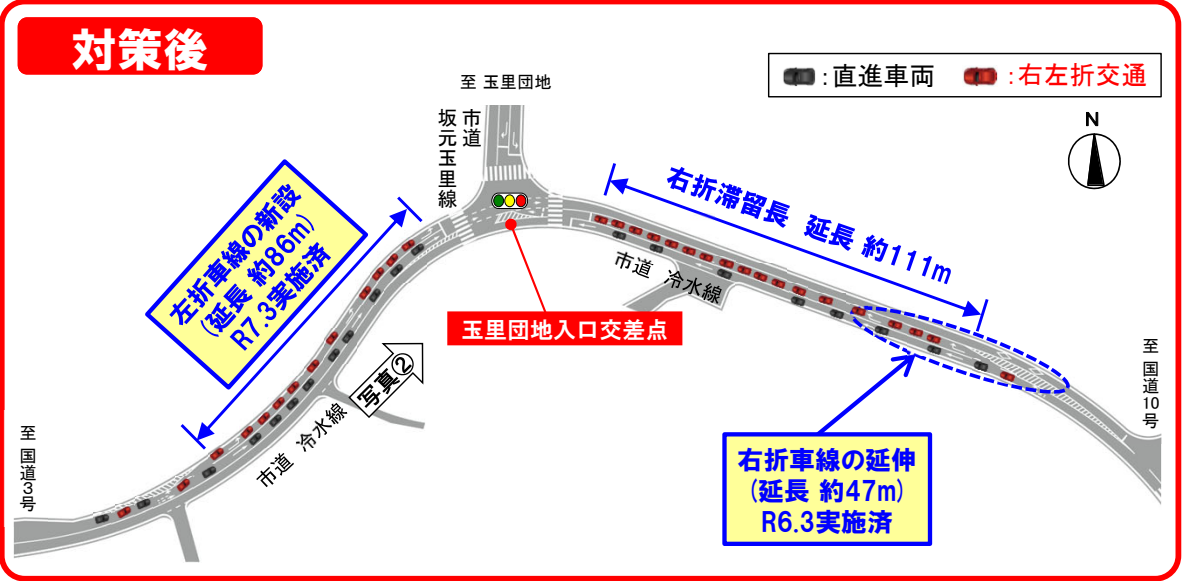 対策後
:直進車両 :右左折交通
N
至 玉里団地
市道
坂元玉里線
左折車線の新設
(延長 約86m)
R7.3実施済
右折滞留長 延長 約111m
市道 冷水線
玉里団地入口交差点
写真②
市道 冷水線
至 国道3号
至 国道10号
右折車線の延伸
(延長 約47m)
R6.3実施済